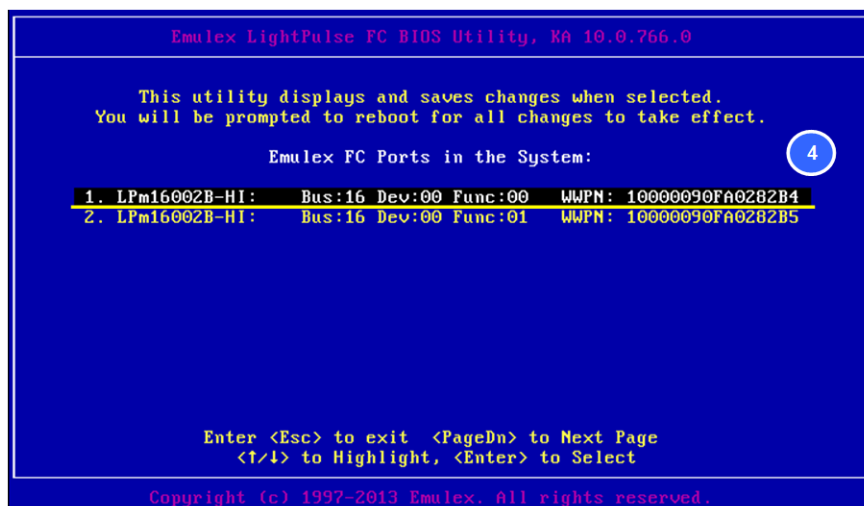 Emulex LightPulse FC BIOS Utility, KA 10.0.766.0
This utility displays and saves changes when selected.
You will be prompted to reboot for all changes to take effect.
Emulex FC Ports in the System:
4
1. LPm16002B-HI: Bus:16 Dev:00 Func:00 WWPN: 10000090FA0282B4
2. LPm16002B-HI: Bus:16 Dev:00 Func:01 WWPN: 10000090FA0282B5
Enter <Esc> to exit <PageDn> to Next Page
<↑/↓> to Highlight, <Enter> to Select
Copyright (c) 1997-2013 Emulex. All rights reserved.